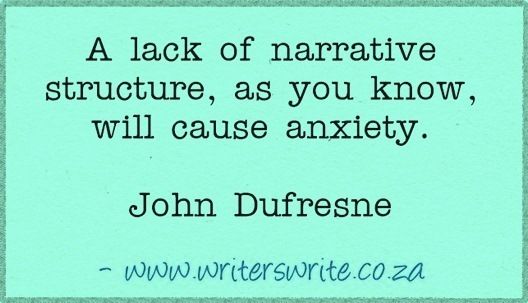 A lack of narrative
structure, as you know,
will cause anxiety.
John Dufresne
- www.writerswrite.co.za